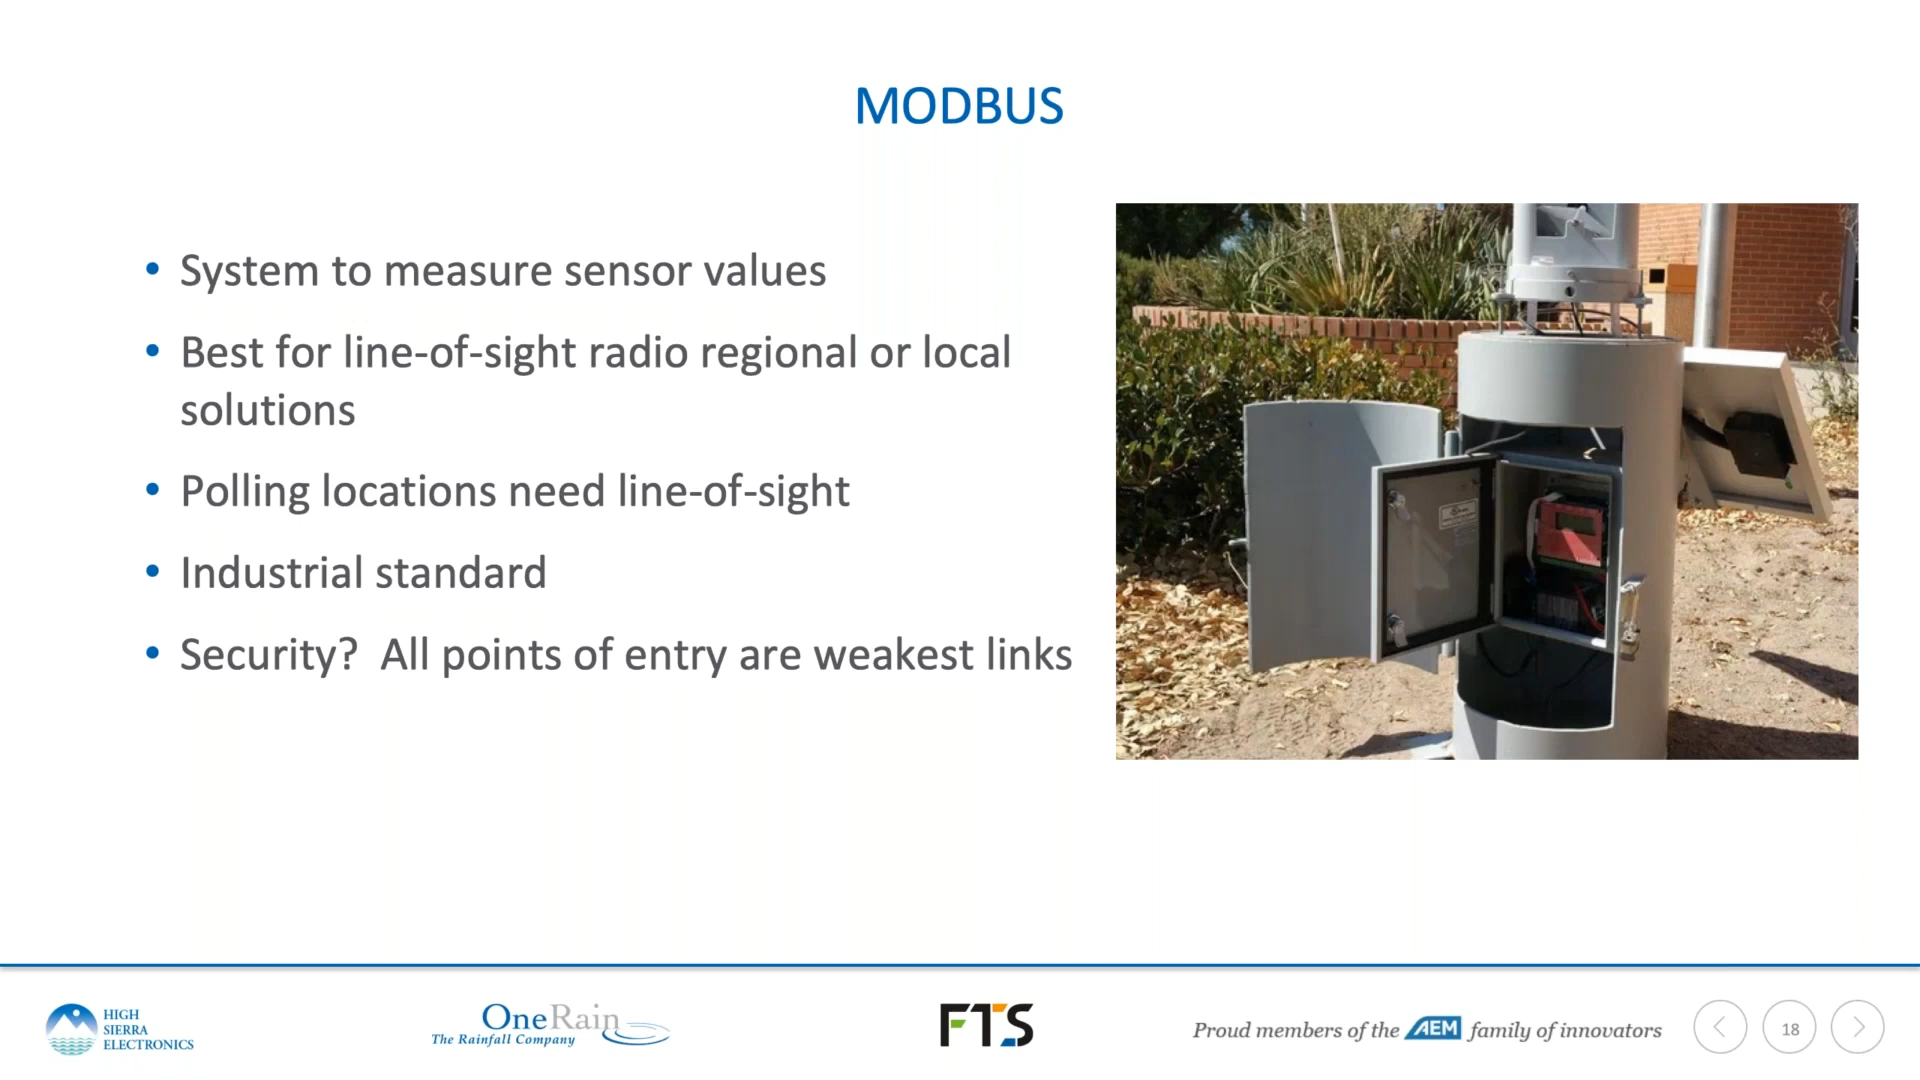 MODBUS
• System to measure sensor values
• Best for line-of-sight radio regional or local
solutions
• Polling locations need line-of-sight
• Industrial standard
• Security?  All points of entry are weakest links
HIGH
SIERRA
ELECTRONICS
OneRain
The Rainfall Company
FTS
Proud members of the AEM family of innovators
18